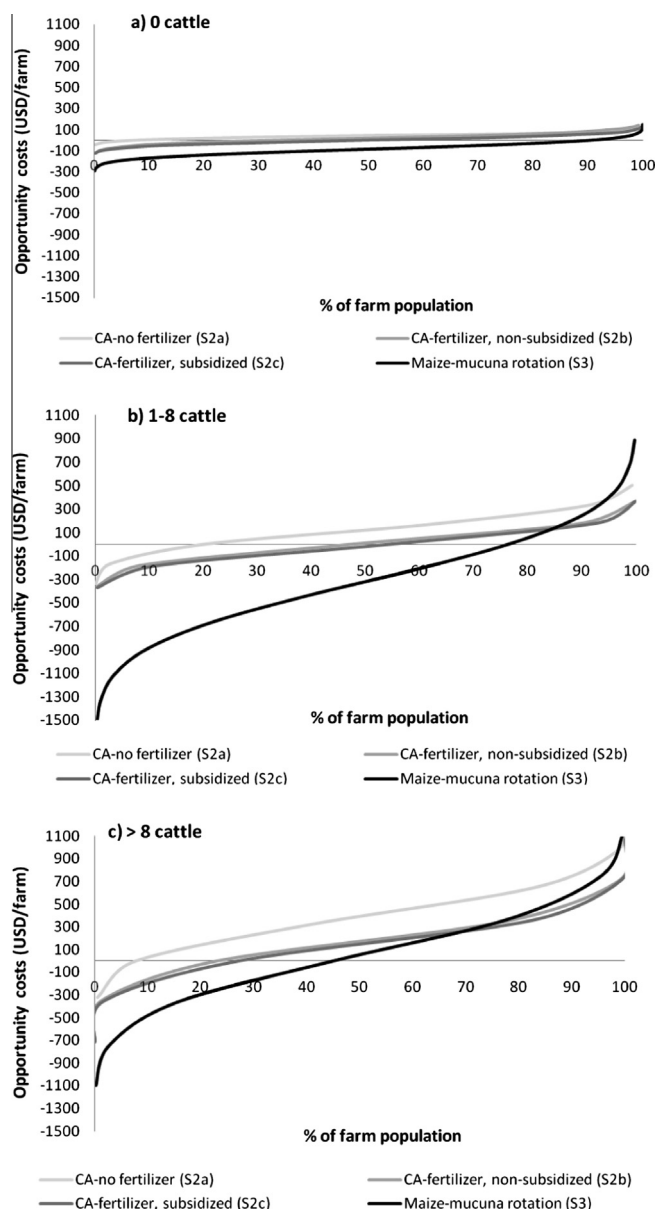 a) 0 cattle
Opportunity costs (USD/farm)
1100
900
700
500
300
100
-100
-300
-500
-700
-900
-1100
-1300
-1500
0 10 20 30 40 50 60 70 80 90 100
% of farm population
CA-no fertilizer (S2a) CA-fertilizer, non-subsidized (S2b)
CA-fertilizer, subsidized (S2c) Maize-mucuna rotation (S3)
b) 1-8 cattle
Opportunity costs (USD/farm)
1100
900
700
500
300
100
-100
-300
-500
-700
-900
-1100
-1300
-1500
0 10 20 30 40 50 60 70 80 90 100
% of farm population
CA-no fertilizer (S2a) CA-fertilizer, non-subsidized (S2b)
CA-fertilizer, subsidized (S2c) Maize-mucuna rotation (S3)
c) > 8 cattle
Opportunity costs (USD/farm)
1100
900
700
500
300
100
-100
-300
-500
-700
-900
-1100
-1300
-1500
0 10 20 30 40 50 60 70 80 90 100
% of farm population
CA-no fertilizer (S2a) CA-fertilizer, non-subsidized (S2b)
CA-fertilizer, subsidized (S2c) Maize-mucuna rotation (S3)